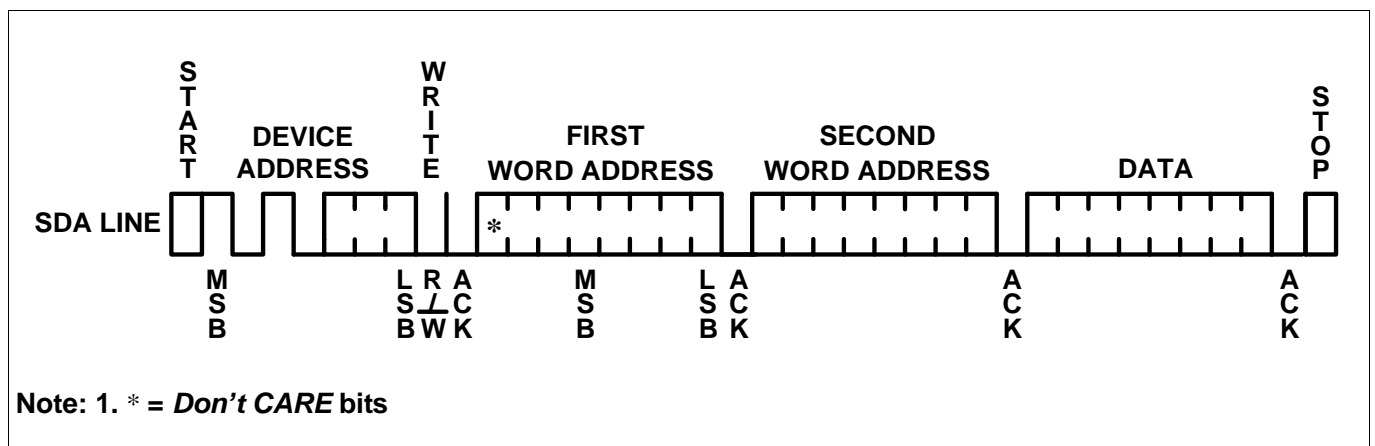 START
WRITE
STOP
DEVICE
ADDRESS
FIRST
WORD ADDRESS
SECOND
WORD ADDRESS
DATA
SDA LINE
*
MSB
LSB
R/W
ACK
MSB
LSB
ACK
ACK
ACK
Note: 1. * = Don't CARE bits